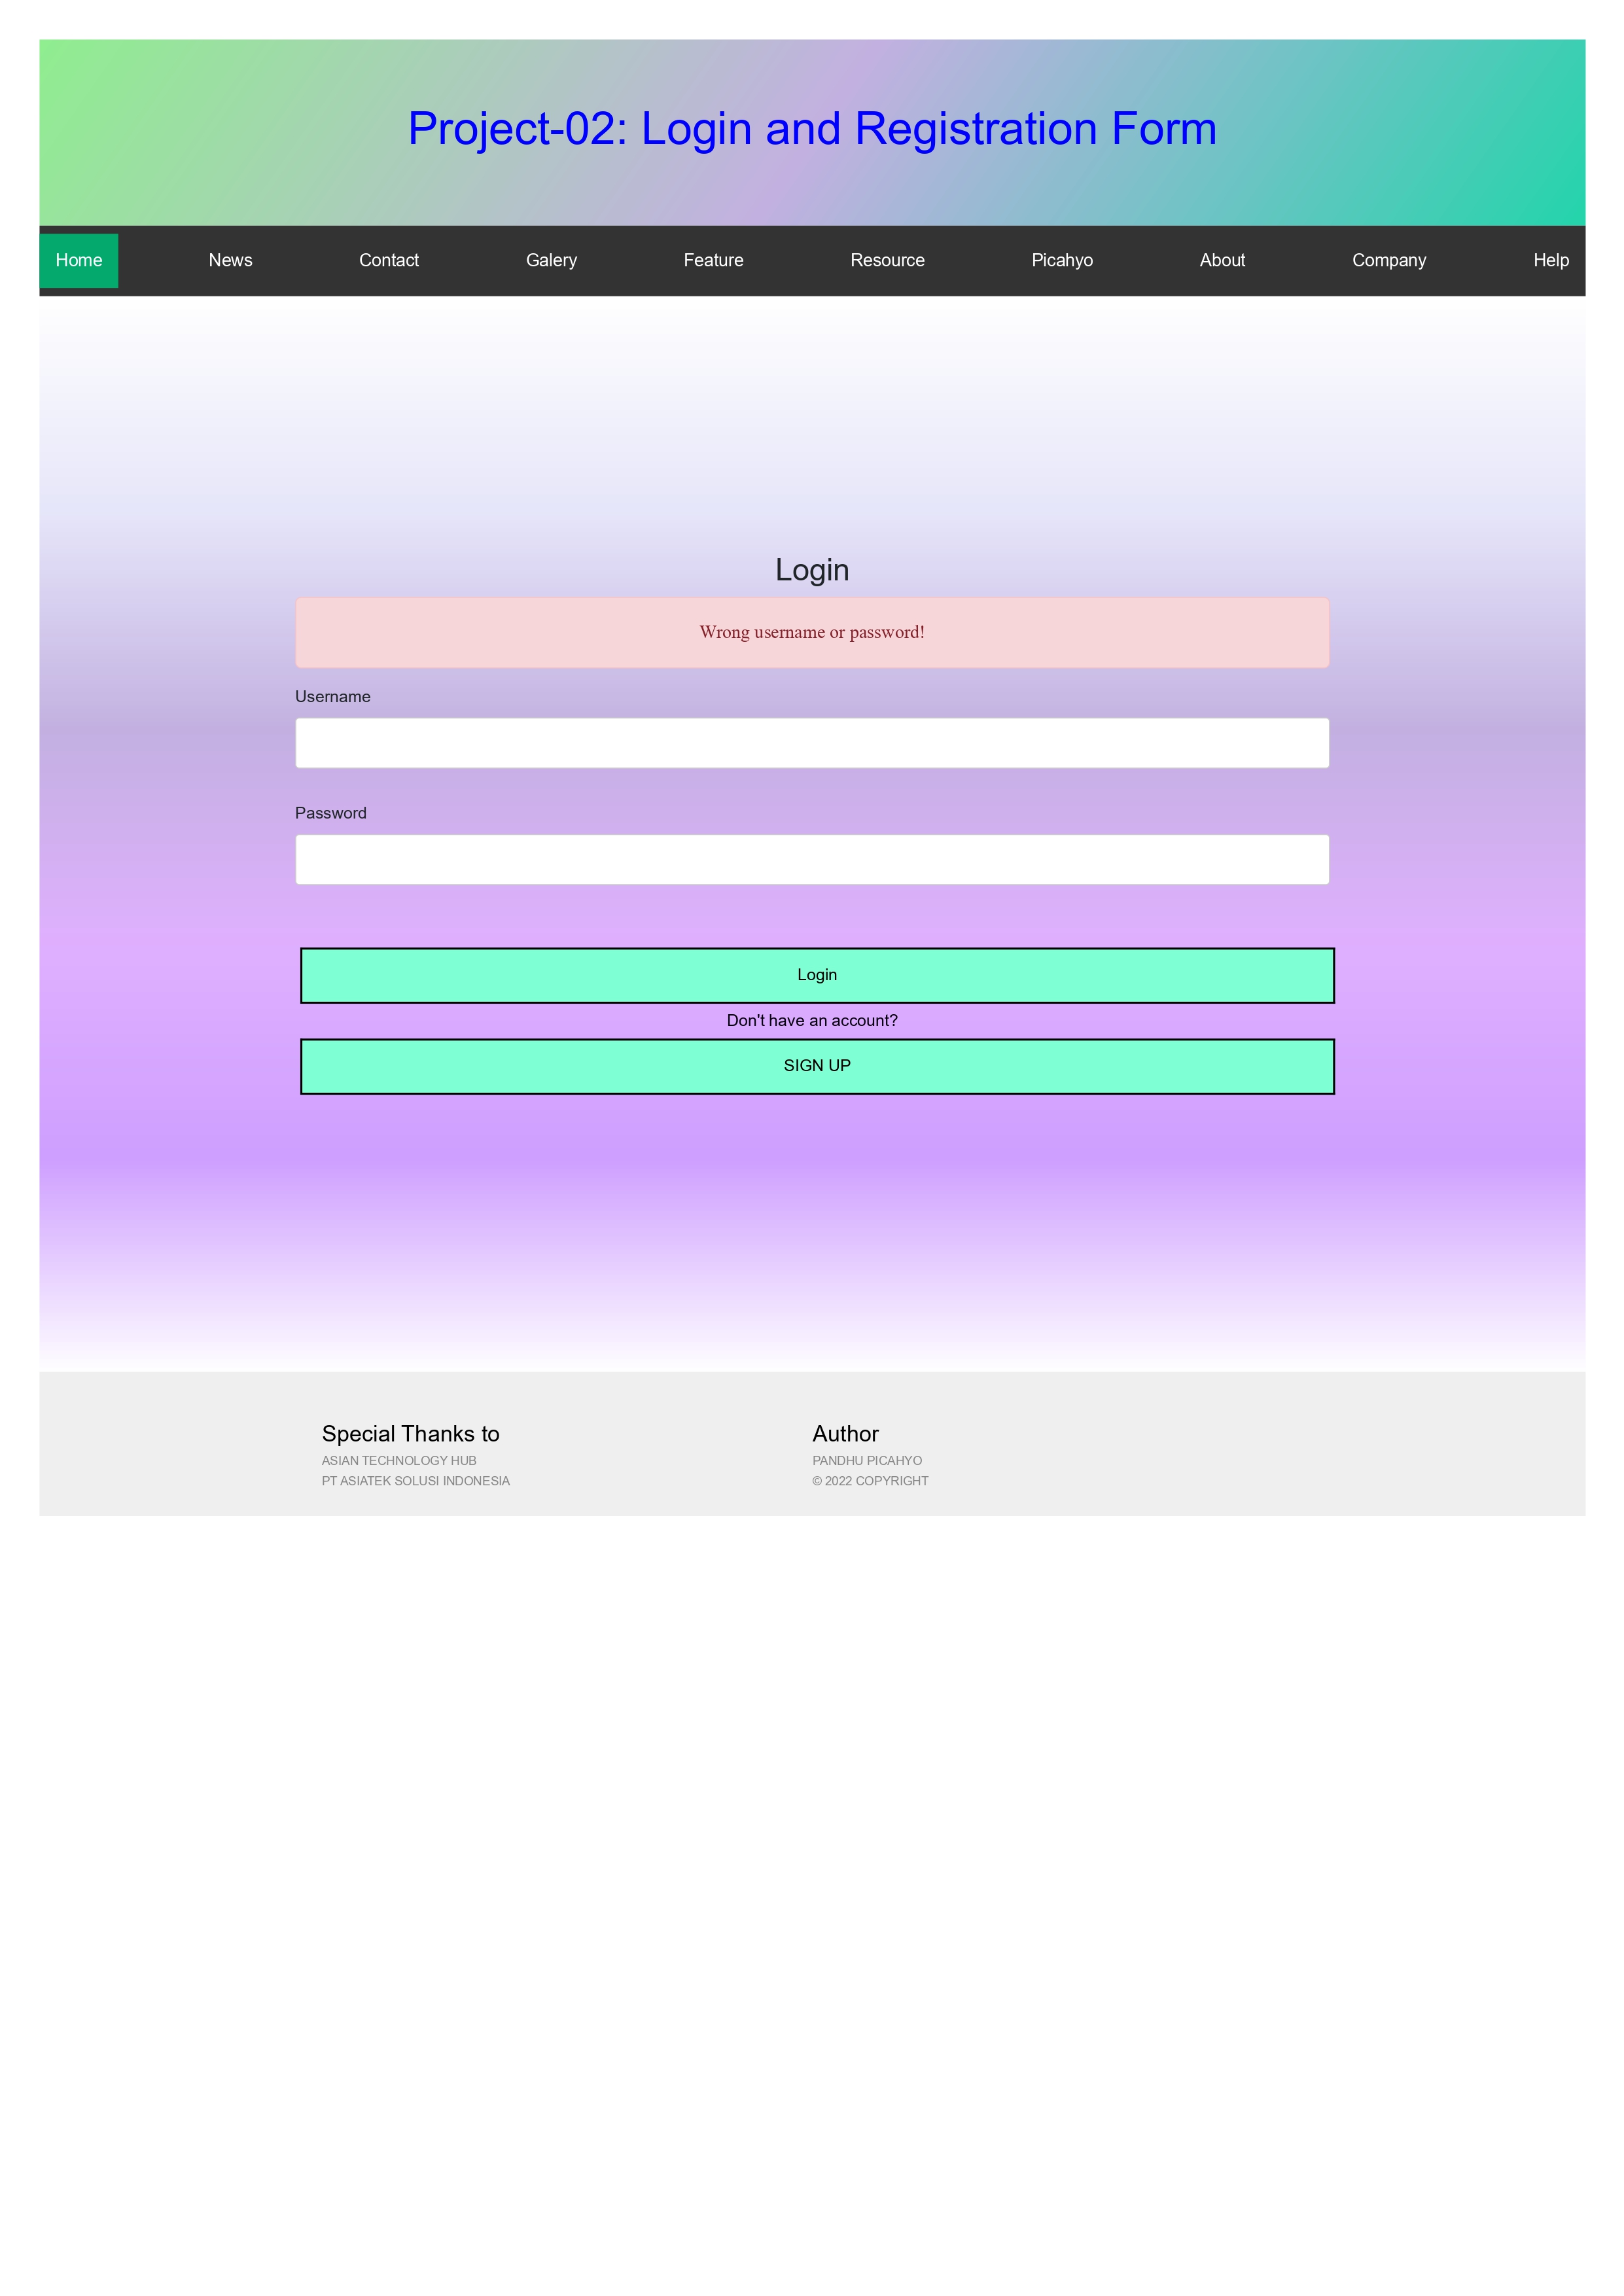 Project-02: Login and Registration Form
Home News Contact Galery Feature Resource Picahyo About Company Help
Login
Wrong username or password!
Username
Password
Login
Don't have an account?
SIGN UP
Special Thanks to
ASIAN TECHNOLOGY HUB
PT ASIATEK SOLUSI INDONESIA
Author
PANDHU PICAHYO
© 2022 COPYRIGHT